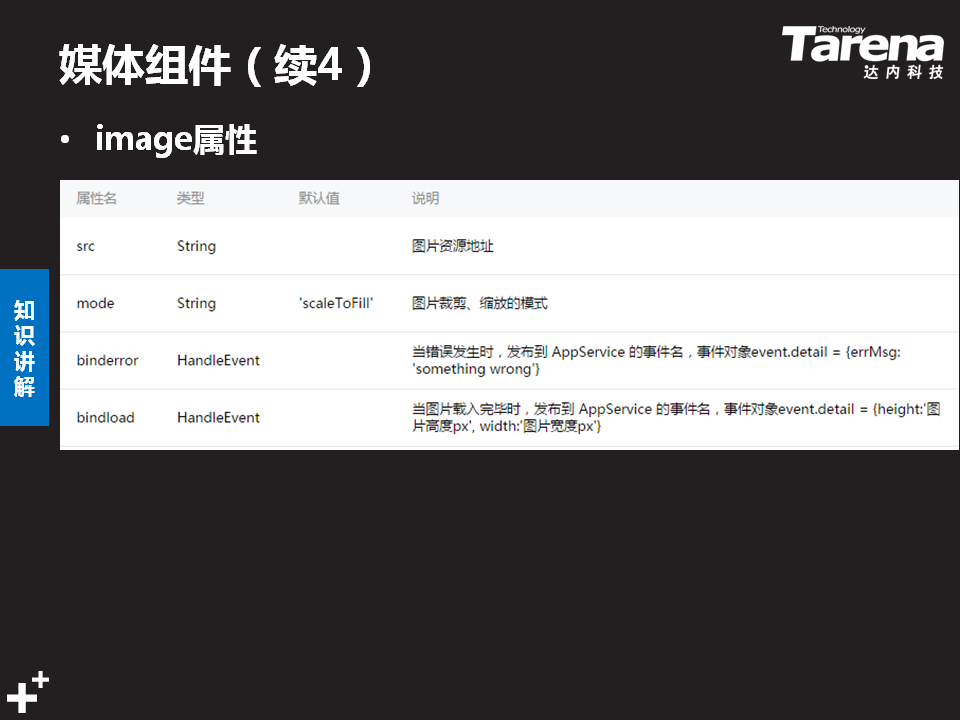 媒体组件（续4）
Technology
Tarena
达内科技
• image属性
属性名 类型 默认值 说明
src String 图片资源地址
mode String 'scaleToFill' 图片裁剪、缩放的模式
binderror HandleEvent 当错误发生时，发布到 AppService 的事件名，事件对象event.detail = {errMsg:
'something wrong'}
bindload HandleEvent 当图片载入完毕时，发布到 AppService 的事件名，事件对象event.detail = {height:'图
片高度px', width:'图片宽度px'}
知识讲解